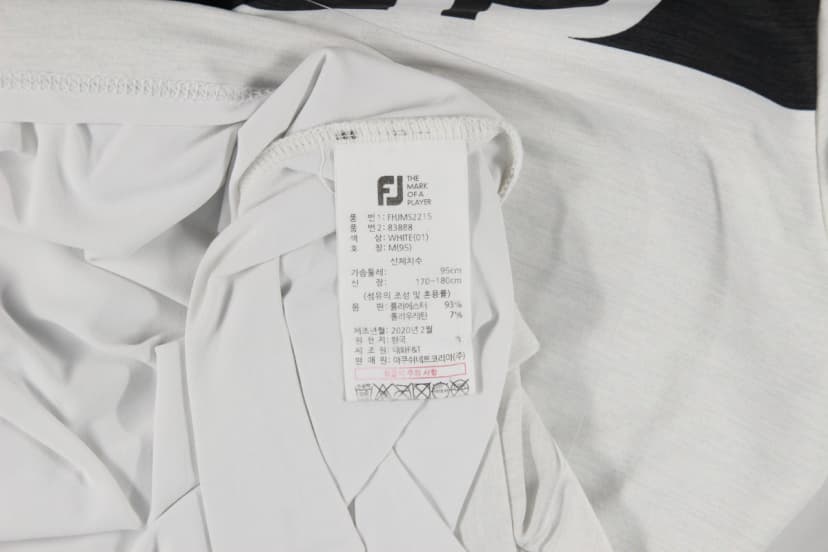 FJ THE
MARK
OF A
PLAYER
품 번1: FHJMS2215
품 번2: 83888
색 상: WHITE(01)
호 칭: M(95)
신체치수
가슴둘레: 95cm
신 장: 170~180cm
(섬유의 조성 및 혼용률)
몸 판: 폴리에스터 93%
폴리우레탄 7%
제조년월: 2020년 2월
원 산 지: 한국
제 조 원: 대화F&T
판 매 원: 아쿠쉬네트코리아(주)
취급시 주의 사항